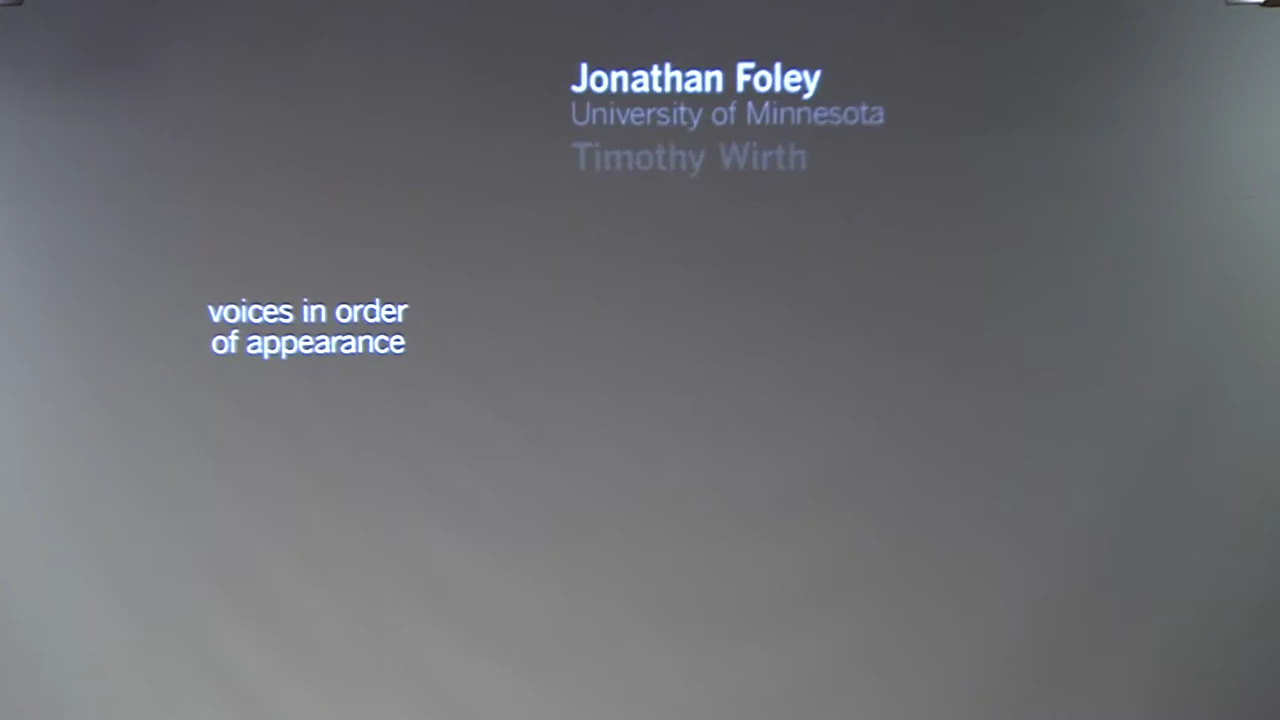 Jonathan Foley
University of Minnesota
Timothy Wirth
voices in order
of appearance